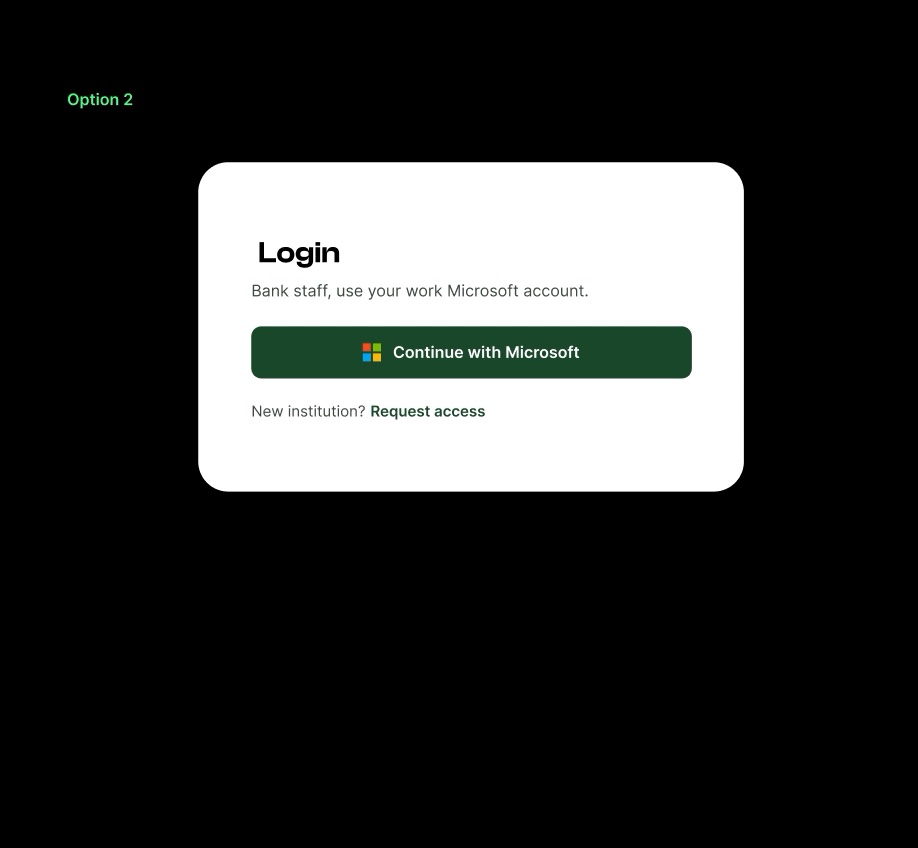 Option 2
Login
Bank staff, use your work Microsoft account.
Continue with Microsoft
New institution? Request access